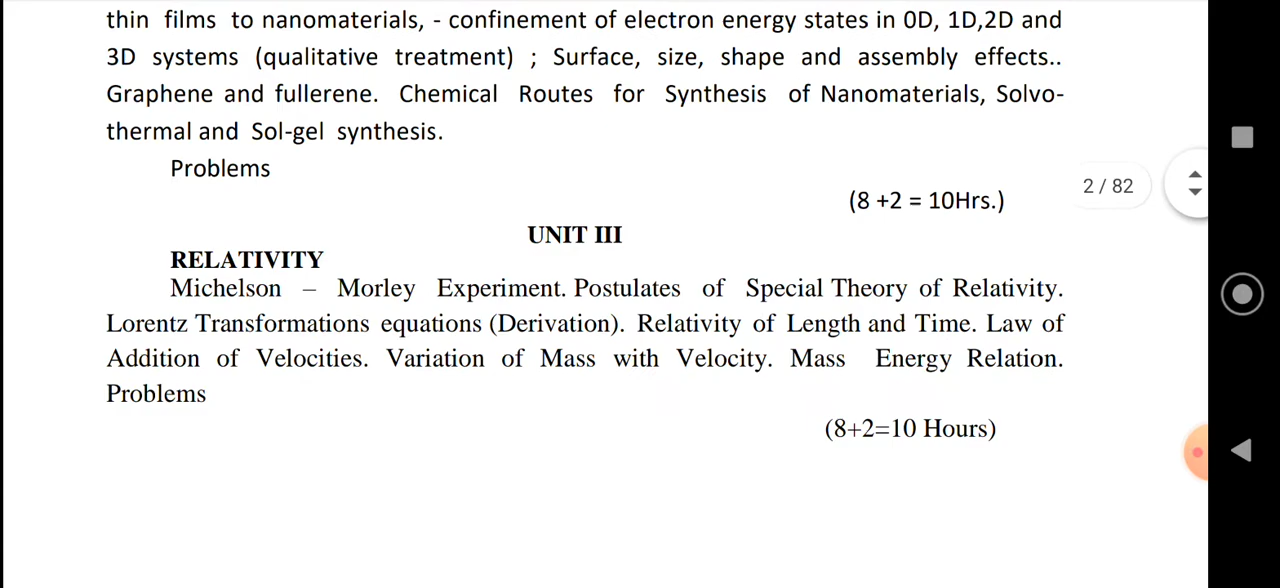 thin films to nanomaterials, - confinement of electron energy states in 0D, 1D,2D and
3D systems (qualitative treatment) ; Surface, size, shape and assembly effects..
Graphene and fullerene. Chemical Routes for Synthesis of Nanomaterials, Solvo-
thermal and Sol-gel synthesis.
Problems
2 / 82
(8 +2 = 10Hrs.)
UNIT III
RELATIVITY
Michelson – Morley Experiment. Postulates of Special Theory of Relativity.
Lorentz Transformations equations (Derivation). Relativity of Length and Time. Law of
Addition of Velocities. Variation of Mass with Velocity. Mass Energy Relation.
Problems
(8+2=10 Hours)